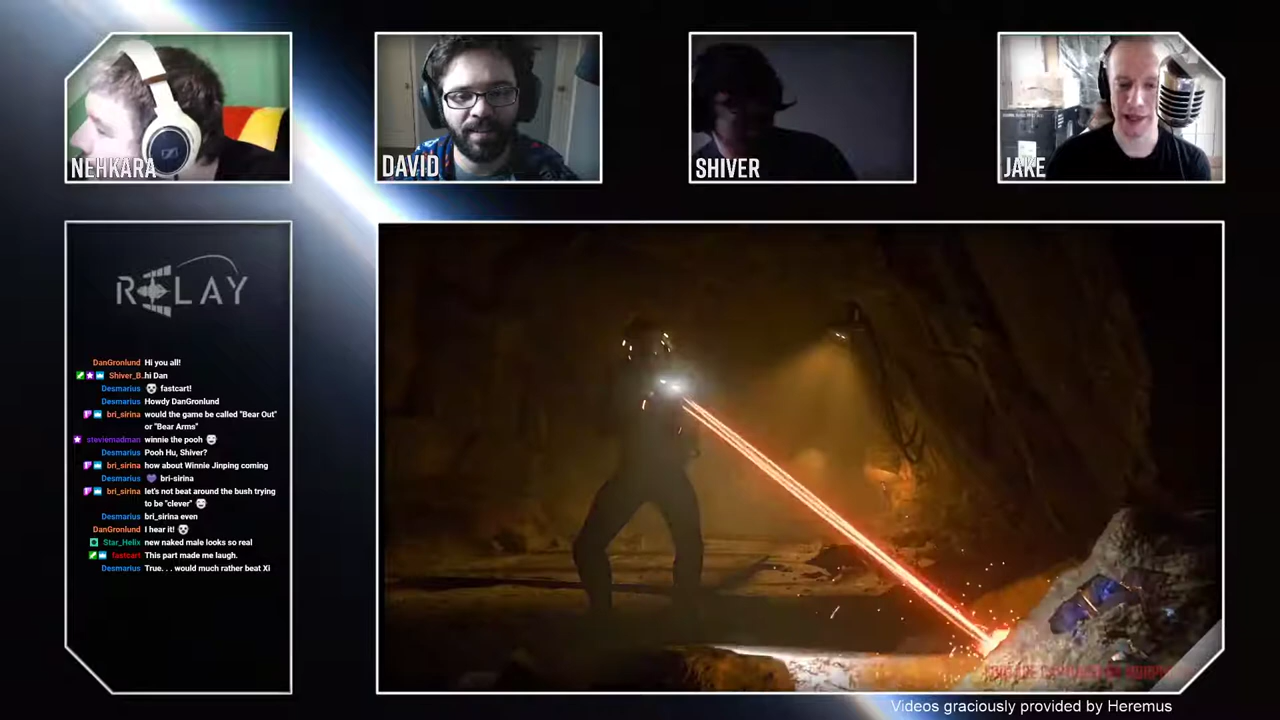 NEHKARA
DAVID
SHIVER
JAKE
RELAY
DanGronlund Hi you all!
Shiver_B... hi Dan
Desmarius fastcart!
Desmarius Howdy DanGronlund
bri_sirina would the game be called "Bear Out"
or "Bear Arms"
steviemadman winnie the pooh
Desmarius Pooh Hu, Shiver?
bri_sirina how about Winnie Jinping coming
Desmarius bri-sirina
bri_sirina let's not beat around the bush trying
to be "clever"
Desmarius bri_sirina even
DanGronlund I hear it!
Star_Helix new naked male looks so real
fastcart This part made me laugh.
Desmarius True. . . would much rather beat Xi
Videos graciously provided by Heremus